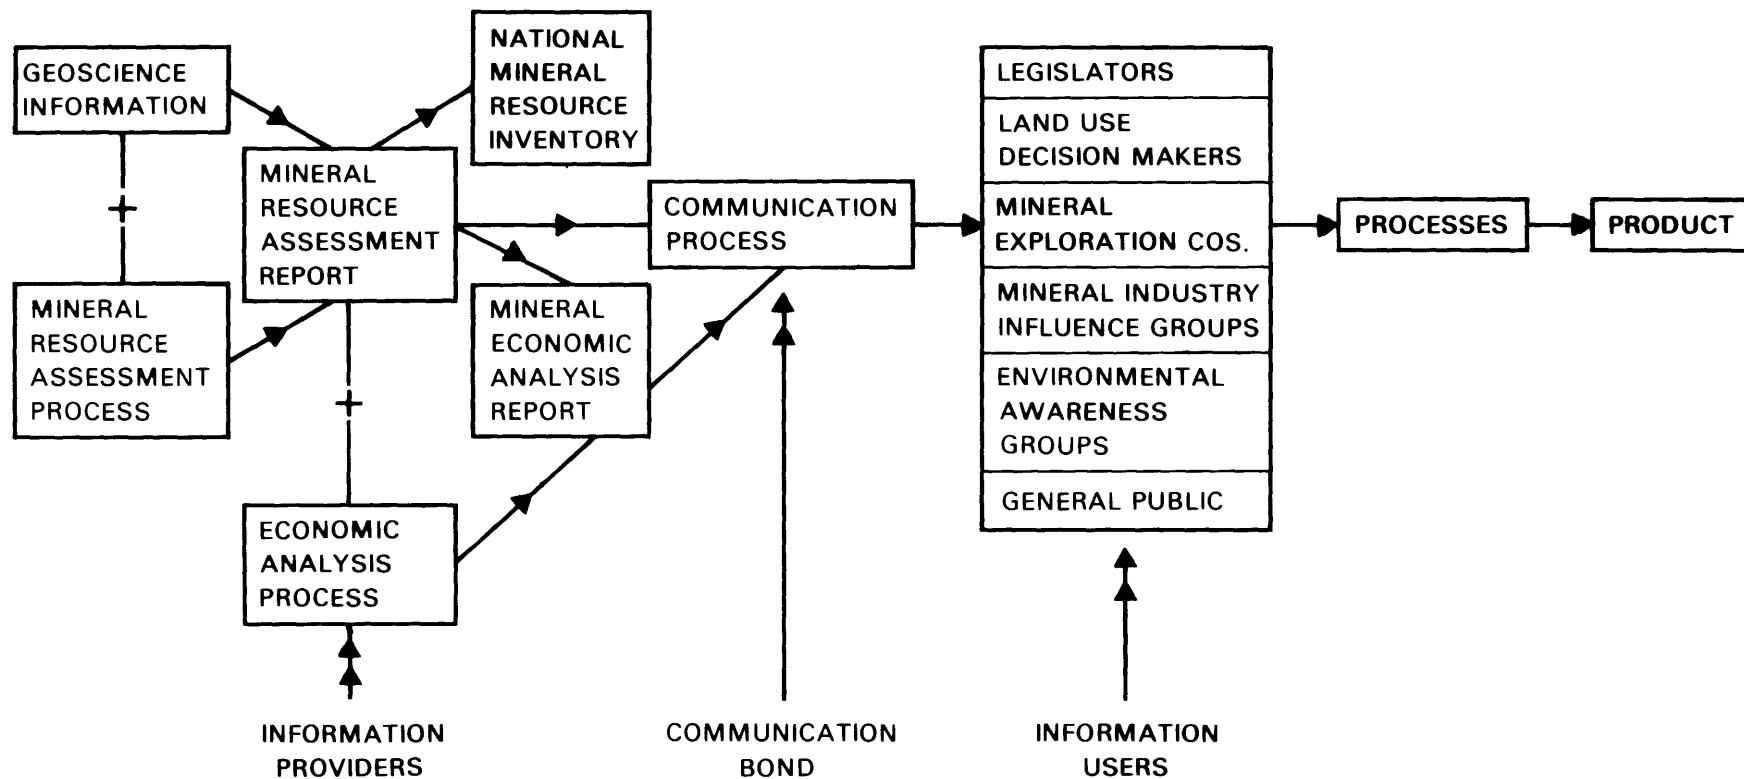 GEOSCIENCE
INFORMATION
NATIONAL
MINERAL
RESOURCE
INVENTORY
MINERAL
RESOURCE
ASSESSMENT
REPORT
MINERAL
RESOURCE
ASSESSMENT
PROCESS
MINERAL
ECONOMIC
ANALYSIS
REPORT
ECONOMIC
ANALYSIS
PROCESS
COMMUNICATION
PROCESS
LEGISLATORS
LAND USE
DECISION MAKERS
MINERAL
EXPLORATION COS.
MINERAL INDUSTRY
INFLUENCE GROUPS
ENVIRONMENTAL
AWARENESS
GROUPS
GENERAL PUBLIC
PROCESSES
PRODUCT
INFORMATION
PROVIDERS
COMMUNICATION
BOND
INFORMATION
USERS